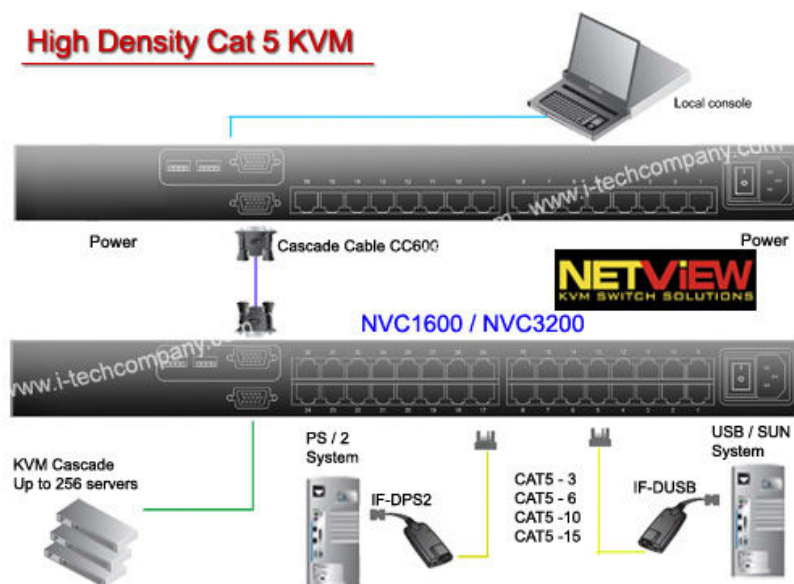 High Density Cat 5 KVM
Local console
www.i-techcompany.com
Power
Cascade Cable CC600
Power
NETViEW
KVM SWITCH SOLUTIONS
NVC1600 / NVC3200
www.i-techcompany.com
KVM Cascade
Up to 256 servers
PS / 2
System
IF-DPS2
CAT5 - 3
CAT5 - 6
CAT5 -10
CAT5 -15
IF-DUSB
USB / SUN
System